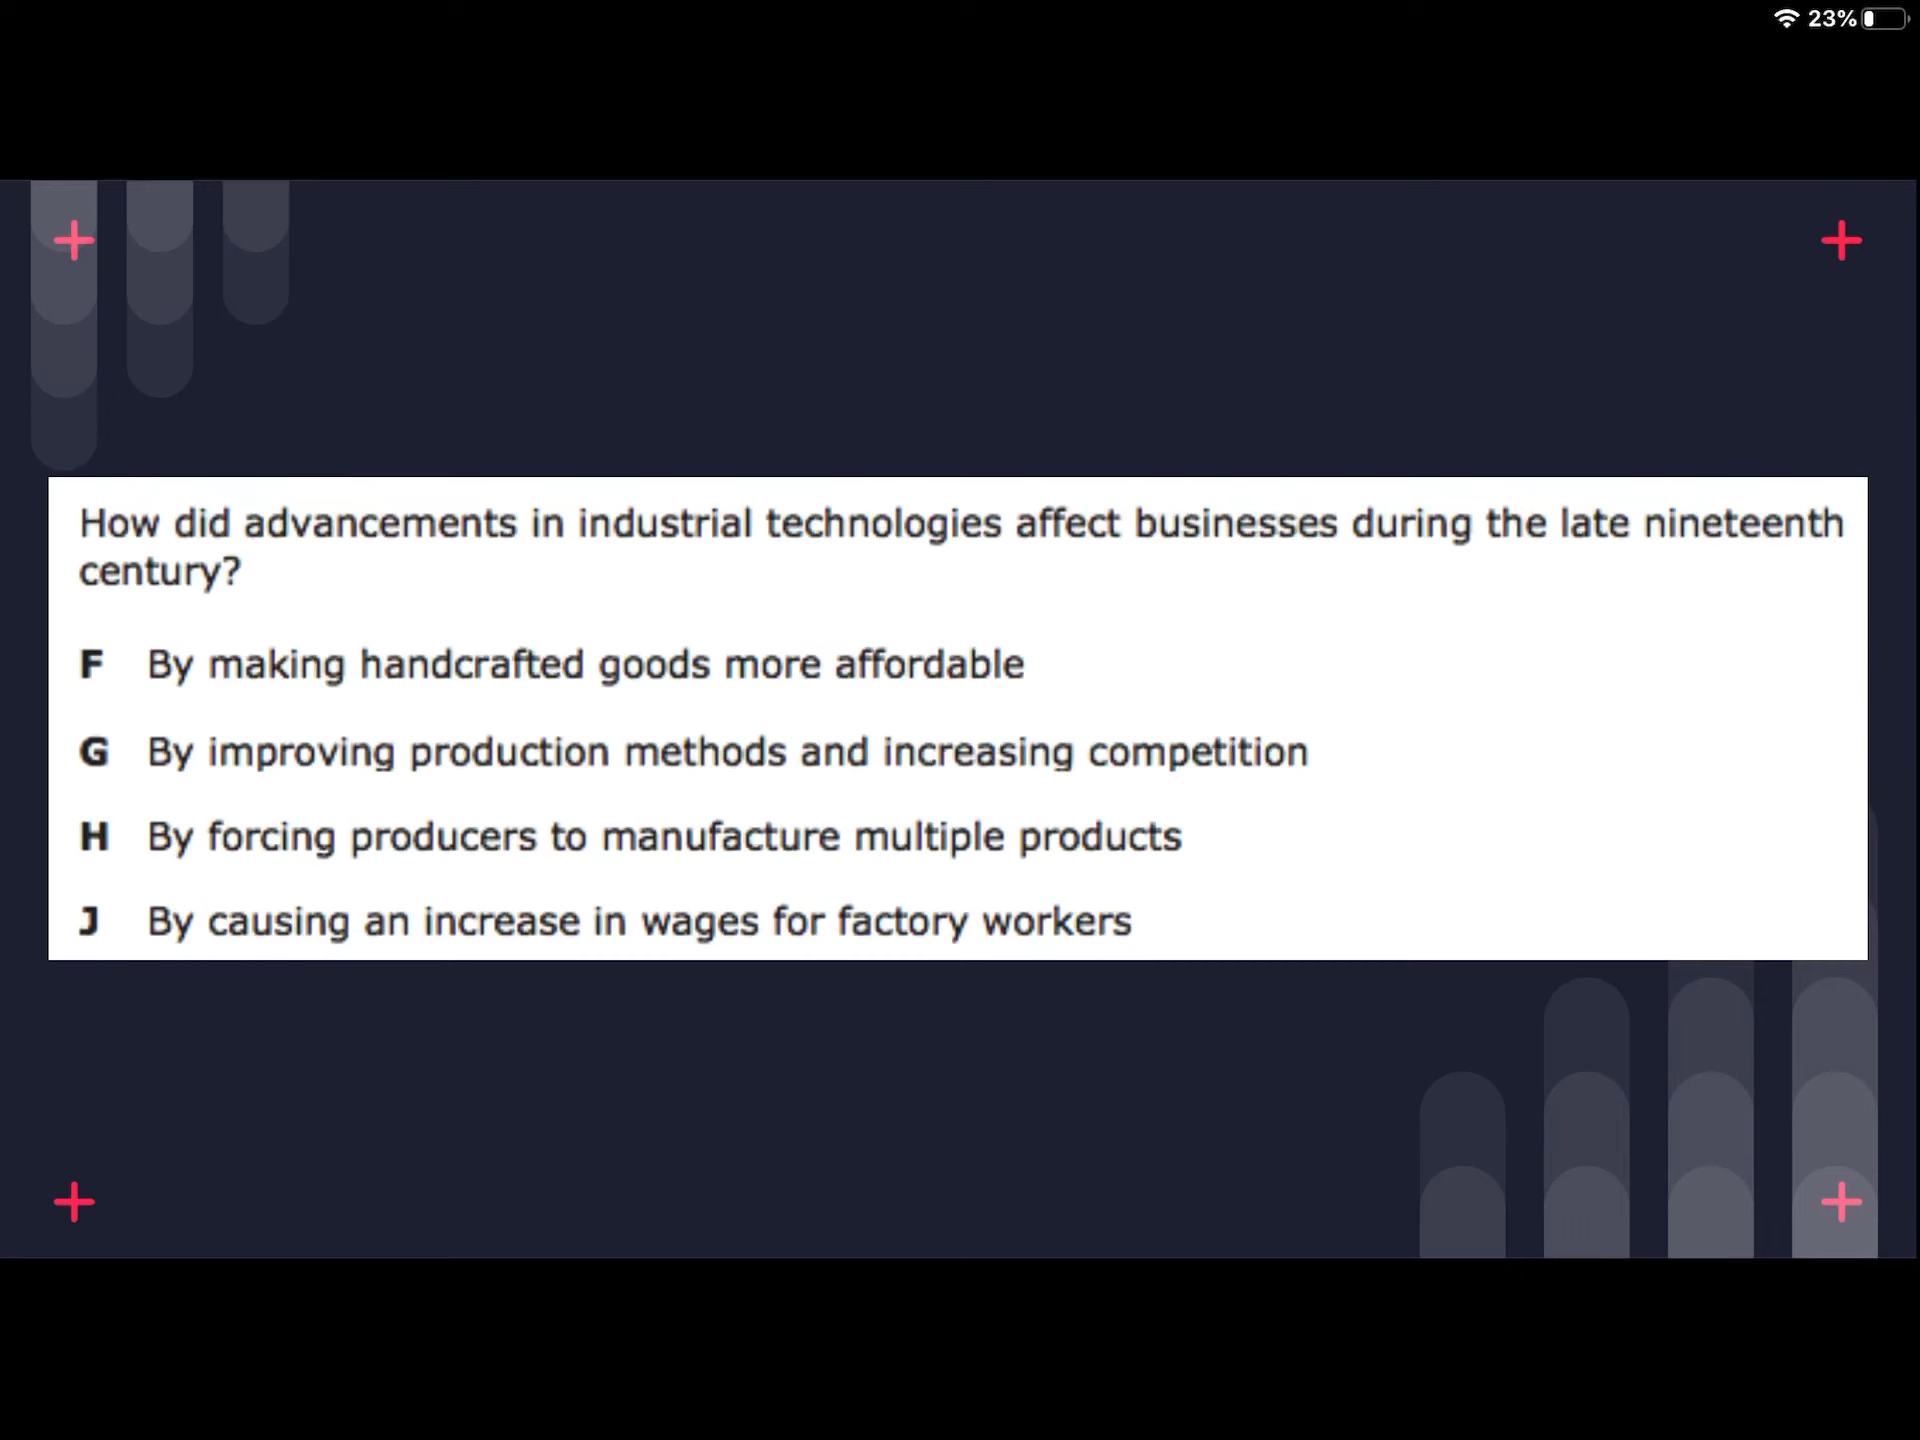 23%
How did advancements in industrial technologies affect businesses during the late nineteenth
century?
F By making handcrafted goods more affordable
G By improving production methods and increasing competition
H By forcing producers to manufacture multiple products
J By causing an increase in wages for factory workers